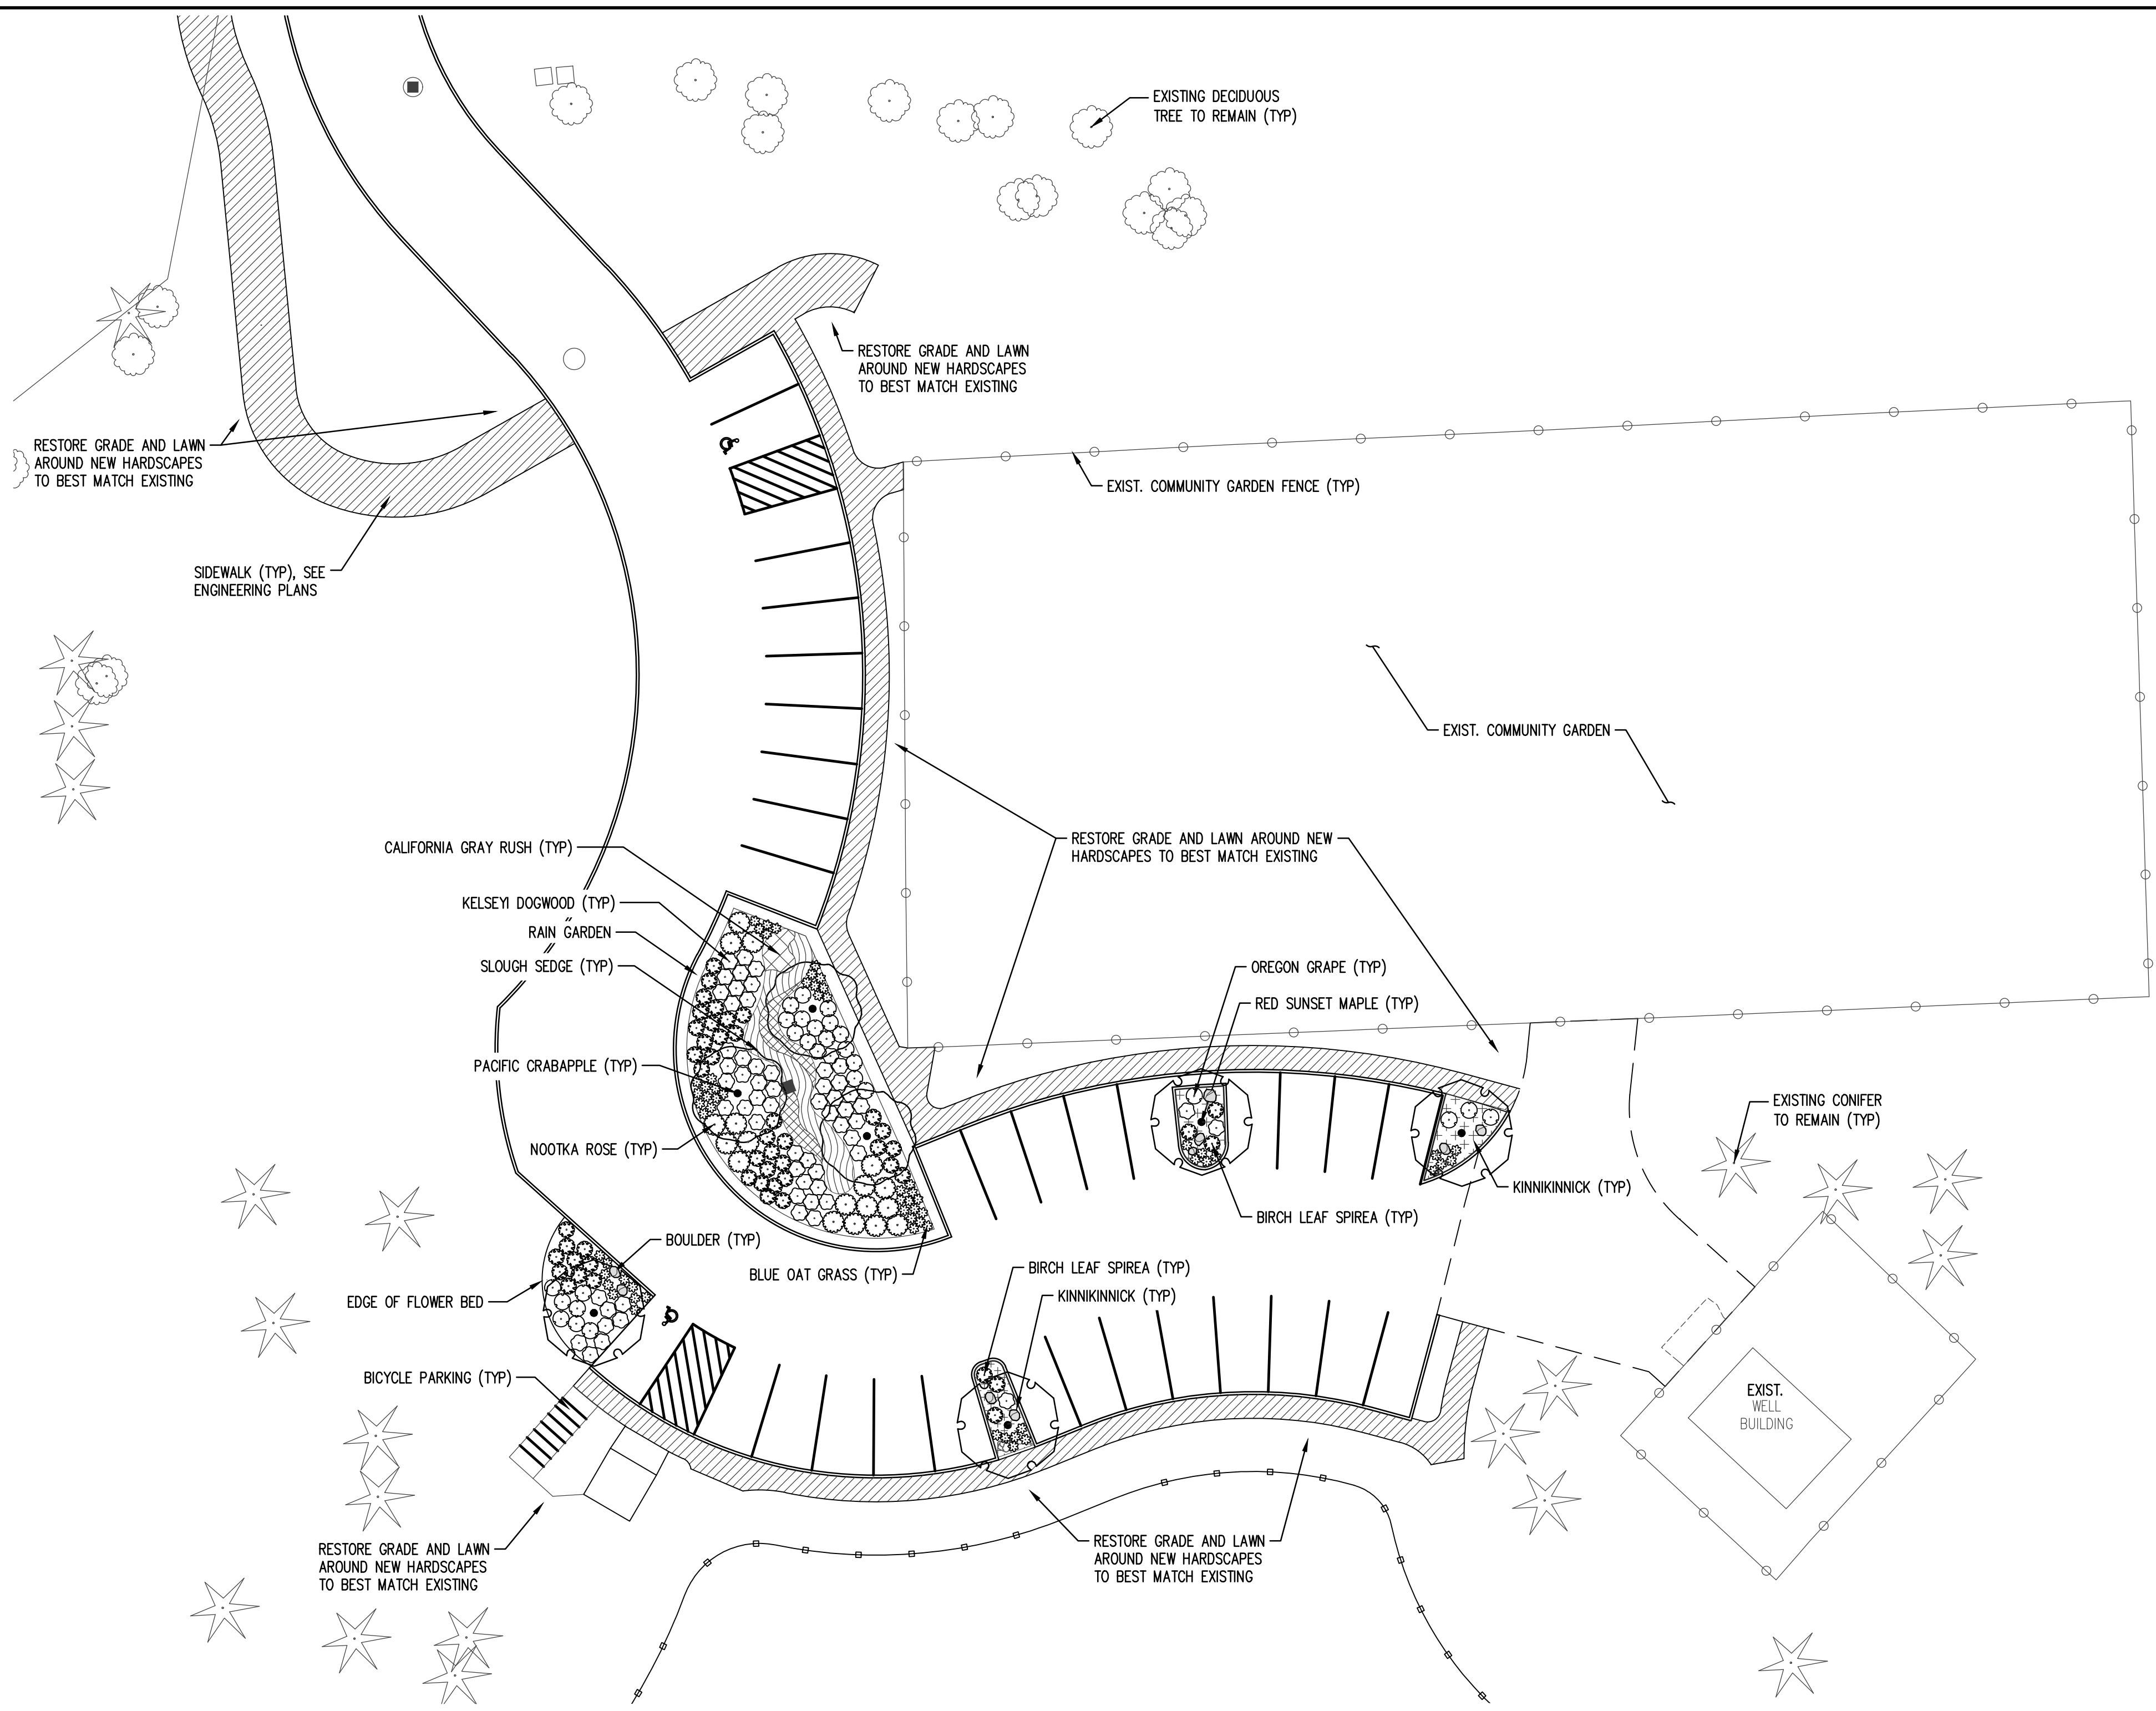 EXISTING DECIDUOUS
TREE TO REMAIN (TYP)
RESTORE GRADE AND LAWN
AROUND NEW HARDSCAPES
TO BEST MATCH EXISTING
RESTORE GRADE AND LAWN
AROUND NEW HARDSCAPES
TO BEST MATCH EXISTING
EXIST. COMMUNITY GARDEN FENCE (TYP)
SIDEWALK (TYP), SEE
ENGINEERING PLANS
EXIST. COMMUNITY GARDEN
RESTORE GRADE AND LAWN AROUND NEW
HARDSCAPES TO BEST MATCH EXISTING
CALIFORNIA GRAY RUSH (TYP)
KELSEYI DOGWOOD (TYP)
RAIN GARDEN
SLOUGH SEDGE (TYP)
OREGON GRAPE (TYP)
RED SUNSET MAPLE (TYP)
PACIFIC CRABAPPLE (TYP)
EXISTING CONIFER
TO REMAIN (TYP)
NOOTKA ROSE (TYP)
KINNIKINNICK (TYP)
BIRCH LEAF SPIREA (TYP)
BOULDER (TYP)
BLUE OAT GRASS (TYP)
BIRCH LEAF SPIREA (TYP)
KINNIKINNICK (TYP)
EDGE OF FLOWER BED
BICYCLE PARKING (TYP)
EXIST.
WELL
BUILDING
RESTORE GRADE AND LAWN
AROUND NEW HARDSCAPES
TO BEST MATCH EXISTING
RESTORE GRADE AND LAWN
AROUND NEW HARDSCAPES
TO BEST MATCH EXISTING